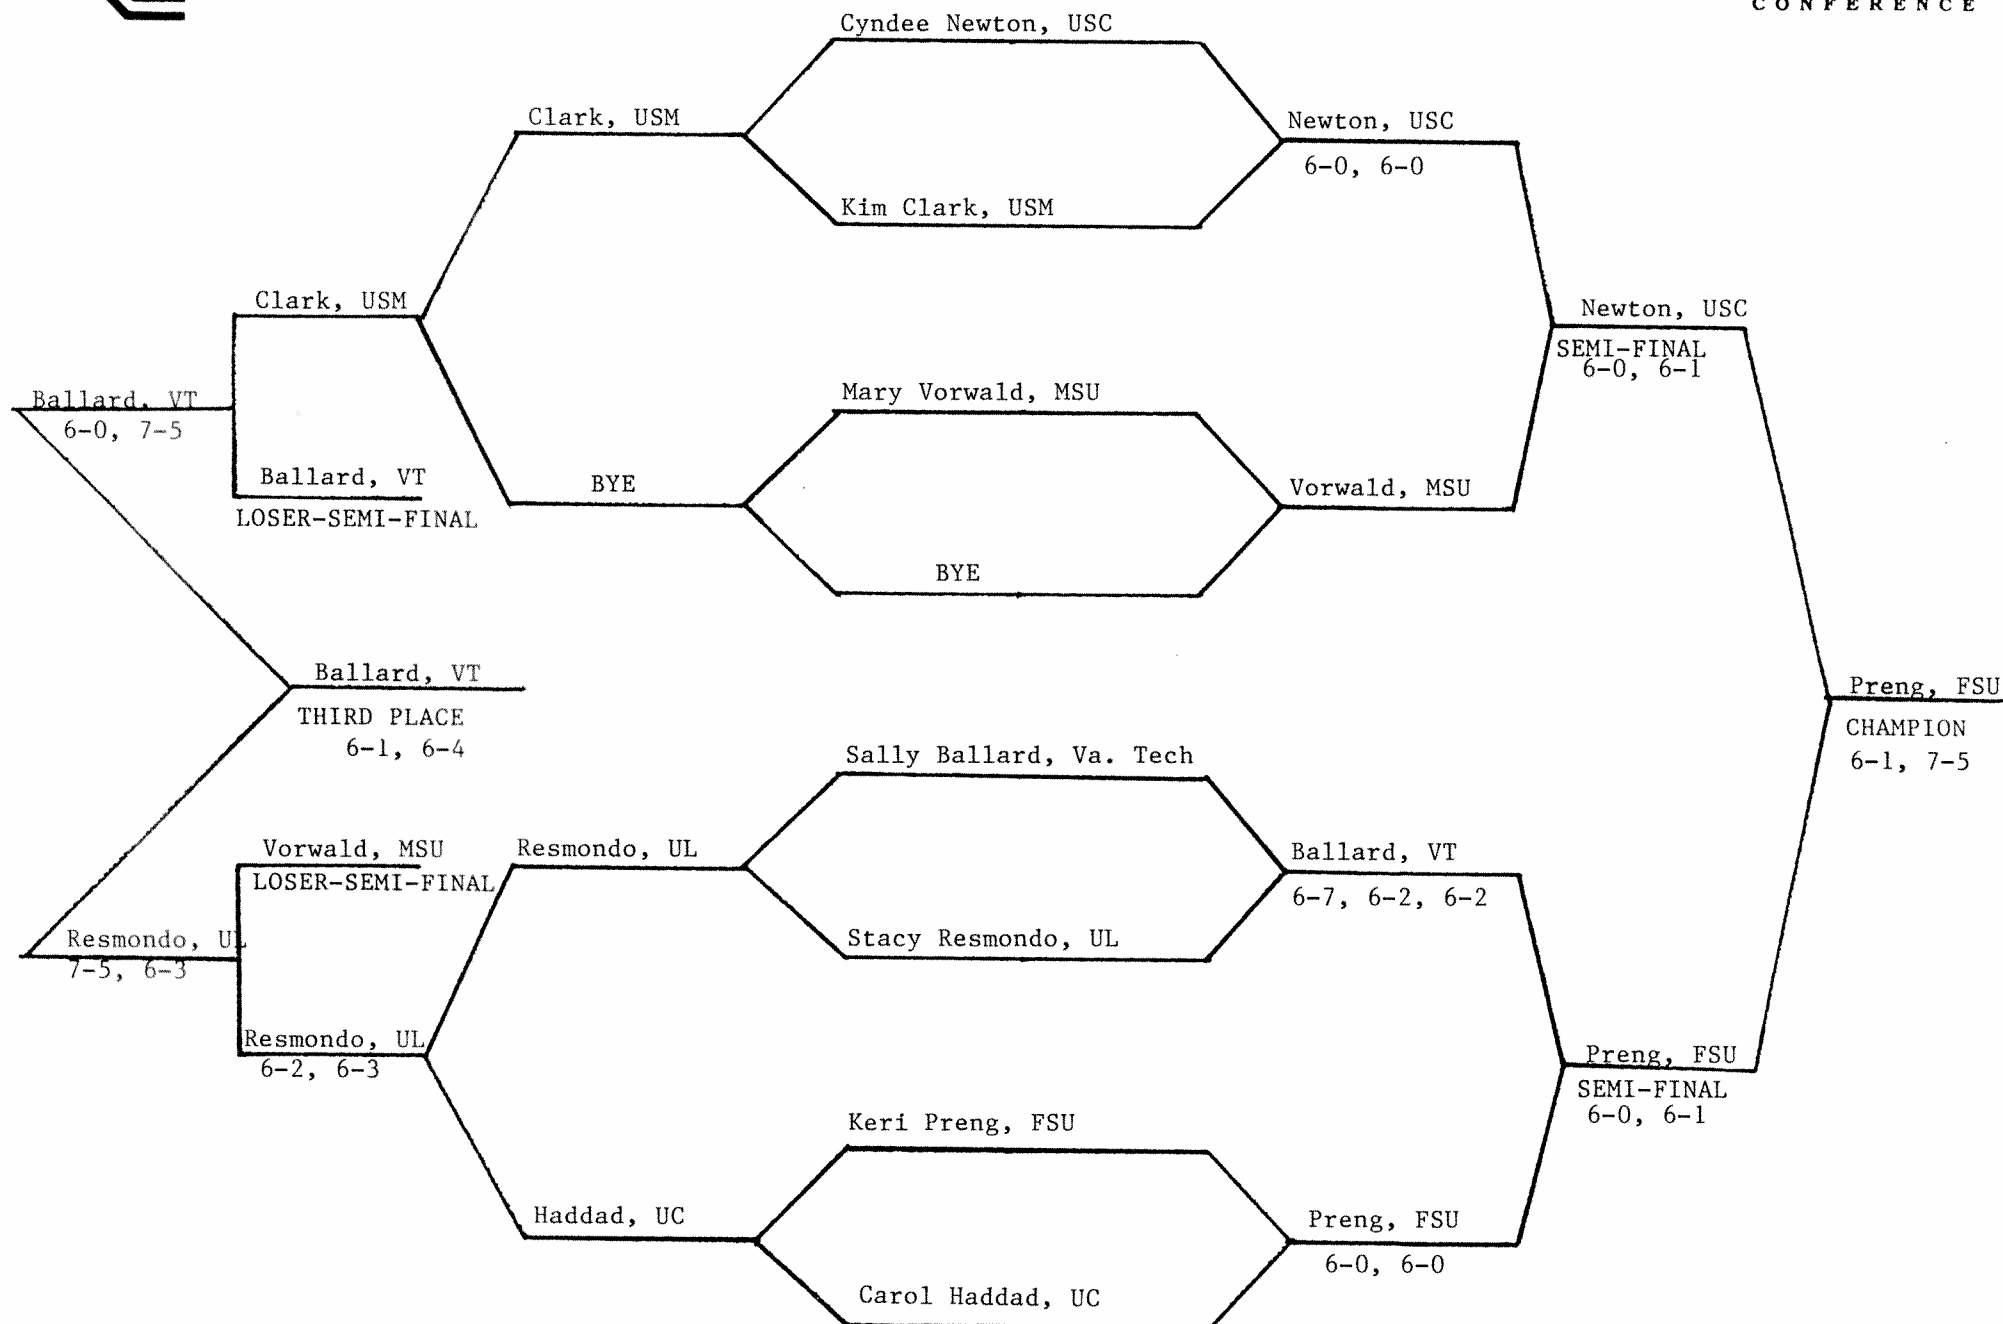 CONFERENCE
Cyndee Newton, USC
Clark, USM
Newton, USC
6-0, 6-0
Kim Clark, USM
Clark, USM
Newton, USC
SEMI-FINAL
6-0, 6-1
Ballard, VT
6-0, 7-5
Mary Vorwald, MSU
Ballard, VT
LOSER-SEMI-FINAL
BYE
Vorwald, MSU
BYE
Ballard, VT
THIRD PLACE
6-1, 6-4
Preng, FSU
CHAMPION
6-1, 7-5
Sally Ballard, Va. Tech
Vorwald, MSU
LOSER-SEMI-FINAL
Resmondo, UL
Ballard, VT
6-7, 6-2, 6-2
Resmondo, UL
7-5, 6-3
Stacy Resmondo, UL
Resmondo, UL
6-2, 6-3
Preng, FSU
SEMI-FINAL
6-0, 6-1
Keri Preng, FSU
Haddad, UC
Preng, FSU
6-0, 6-0
Carol Haddad, UC